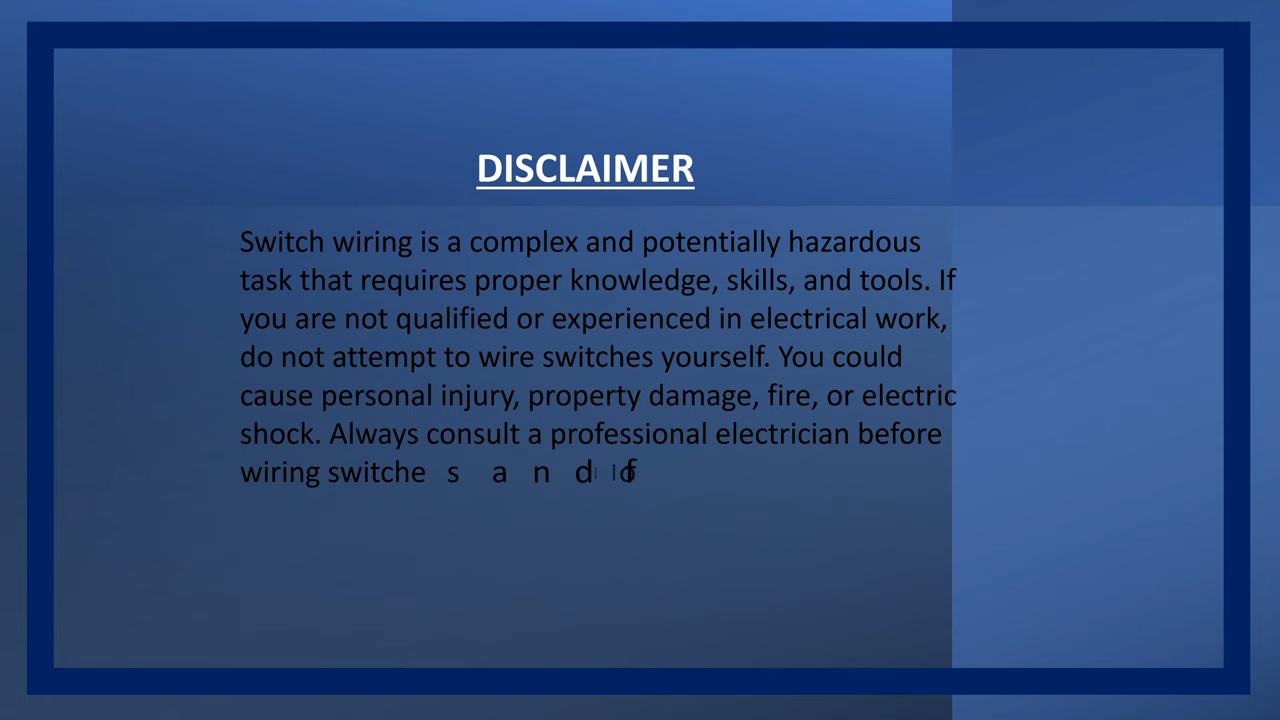 DISCLAIMER
Switch wiring is a complex and potentially hazardous
task that requires proper knowledge, skills, and tools. If
you are not qualified or experienced in electrical work,
do not attempt to wire switches yourself. You could
cause personal injury, property damage, fire, or electric
shock. Always consult a professional electrician before
wiring switches and